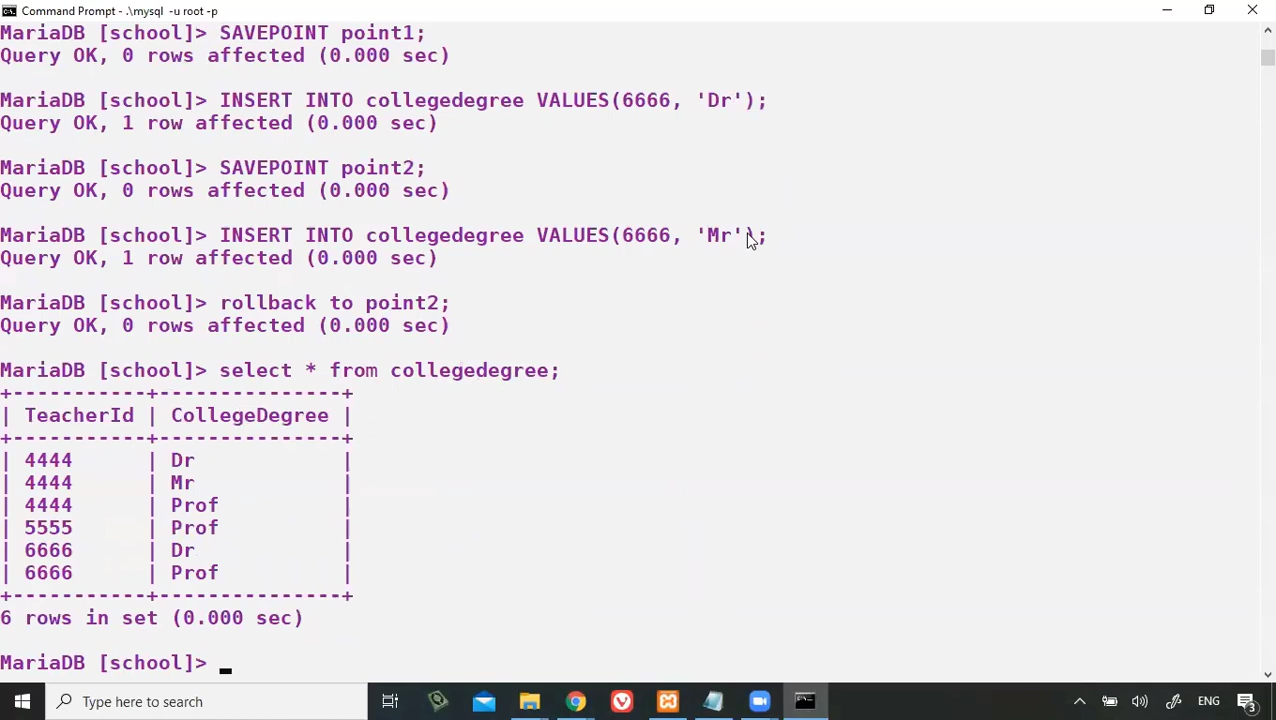 Command Prompt - .\mysql -u root -p
MariaDB [school]> SAVEPOINT point1;
Query OK, 0 rows affected (0.000 sec)
MariaDB [school]> INSERT INTO collegedegree VALUES(6666, 'Dr');
Query OK, 1 row affected (0.000 sec)
MariaDB [school]> SAVEPOINT point2;
Query OK, 0 rows affected (0.000 sec)
MariaDB [school]> INSERT INTO collegedegree VALUES(6666, 'Mr');
Query OK, 1 row affected (0.000 sec)
MariaDB [school]> rollback to point2;
Query OK, 0 rows affected (0.000 sec)
MariaDB [school]> select * from collegedegree;
+-----------+---------------+
| TeacherId | CollegeDegree |
+-----------+---------------+
| 4444      | Dr            |
| 4444      | Mr            |
| 4444      | Prof          |
| 5555      | Prof          |
| 6666      | Dr            |
| 6666      | Prof          |
+-----------+---------------+
6 rows in set (0.000 sec)
MariaDB [school]> _
Type here to search
ENG
3